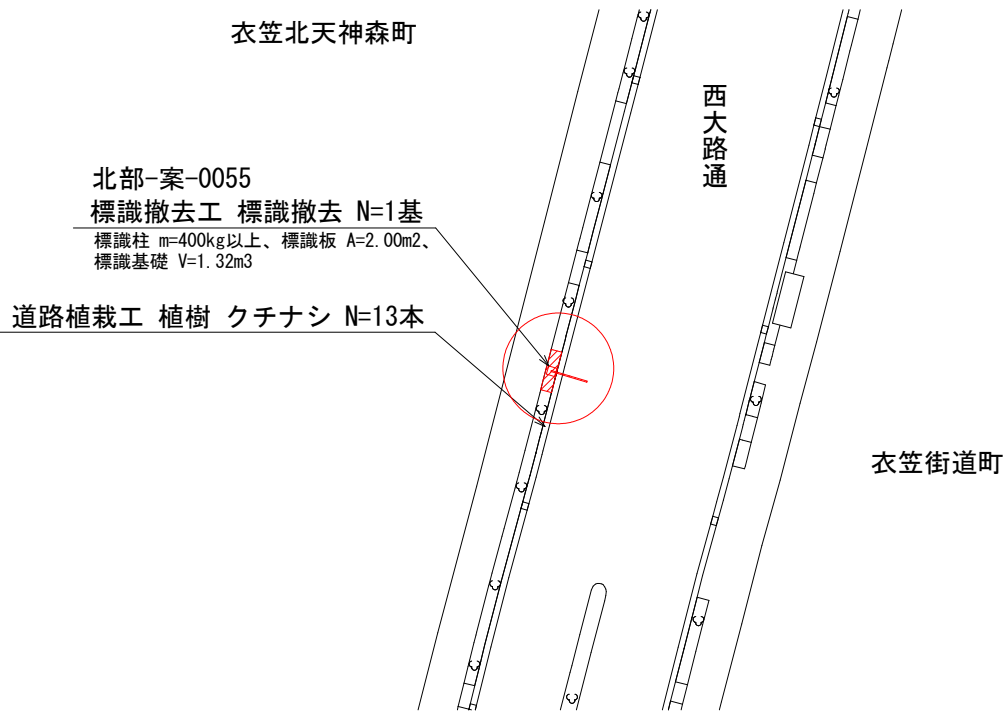 衣笠北天神森町
西大路通
北部-案-0055
標識撤去工 標識撤去 N=1基
標識柱 m=400kg以上、標識板 A=2.00m2、
標識基礎 V=1.32m3
道路植栽工 植樹 クチナシ N=13本
衣笠街道町